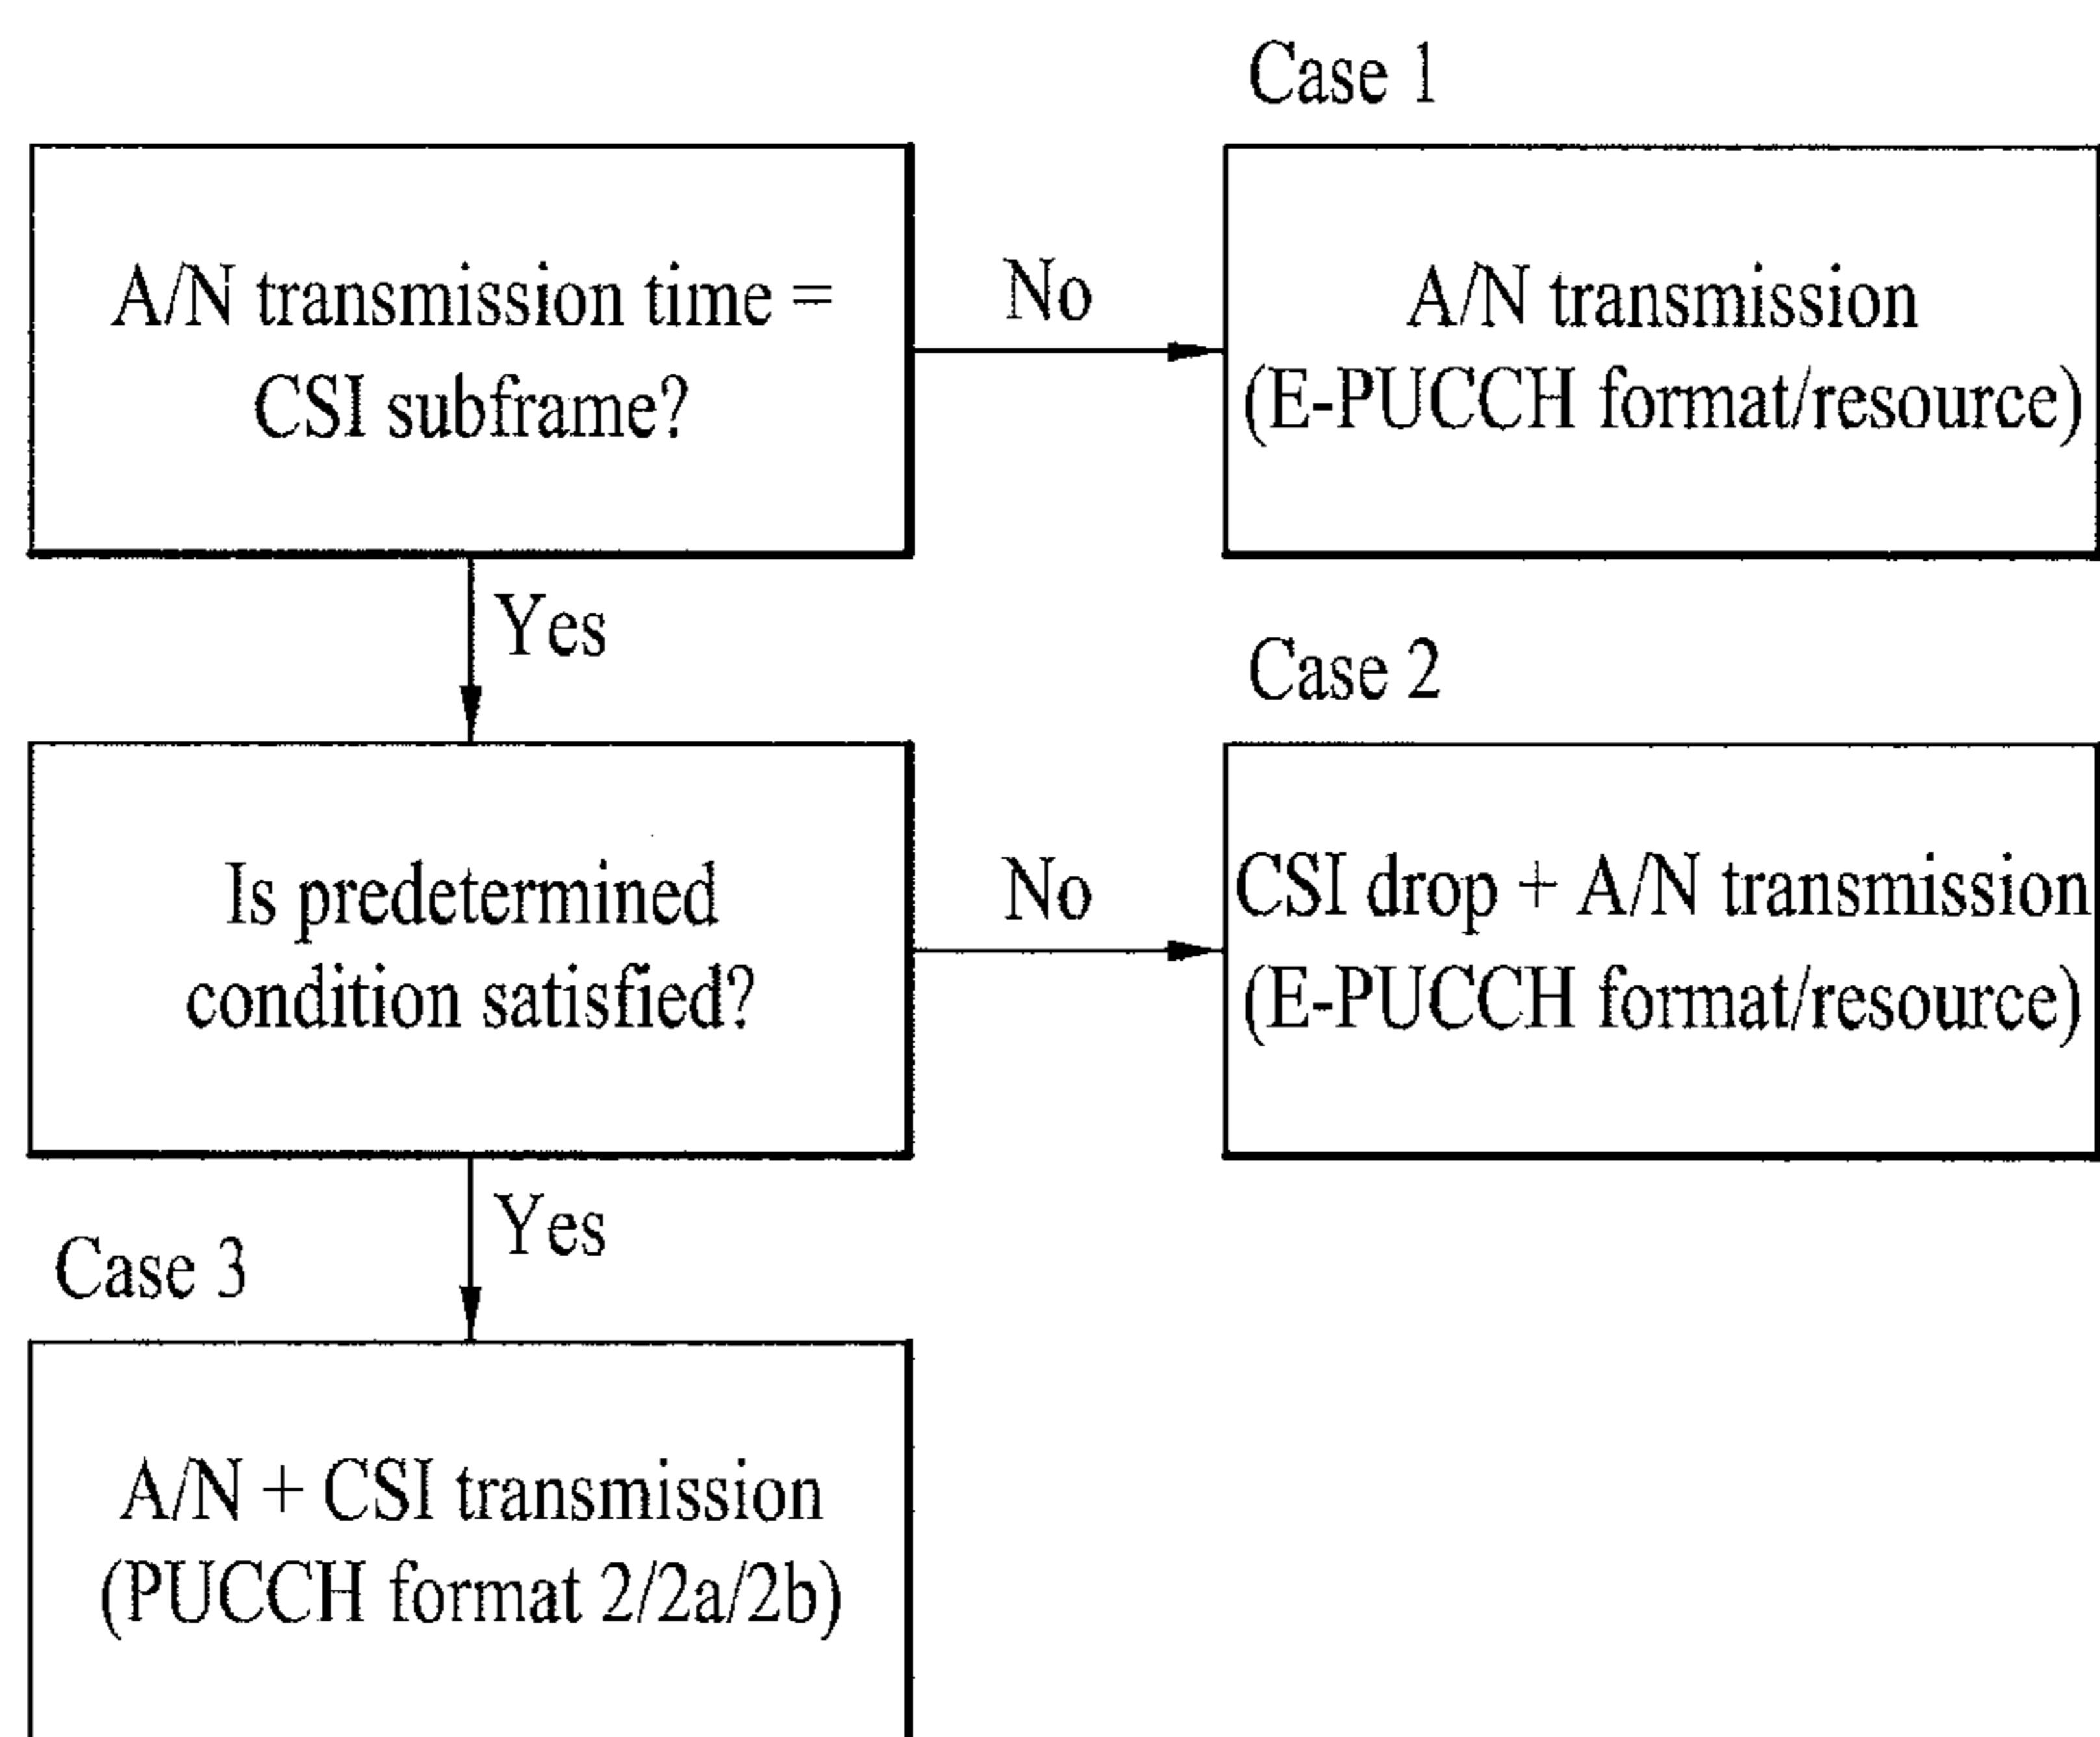 Case 1
A/N transmission time =
CSI subframe?
No
A/N transmission
(E-PUCCH format/resource)
Yes
Case 2
Is predetermined
condition satisfied?
No
CSI drop + A/N transmission
(E-PUCCH format/resource)
Yes
Case 3
A/N + CSI transmission
(PUCCH format 2/2a/2b)